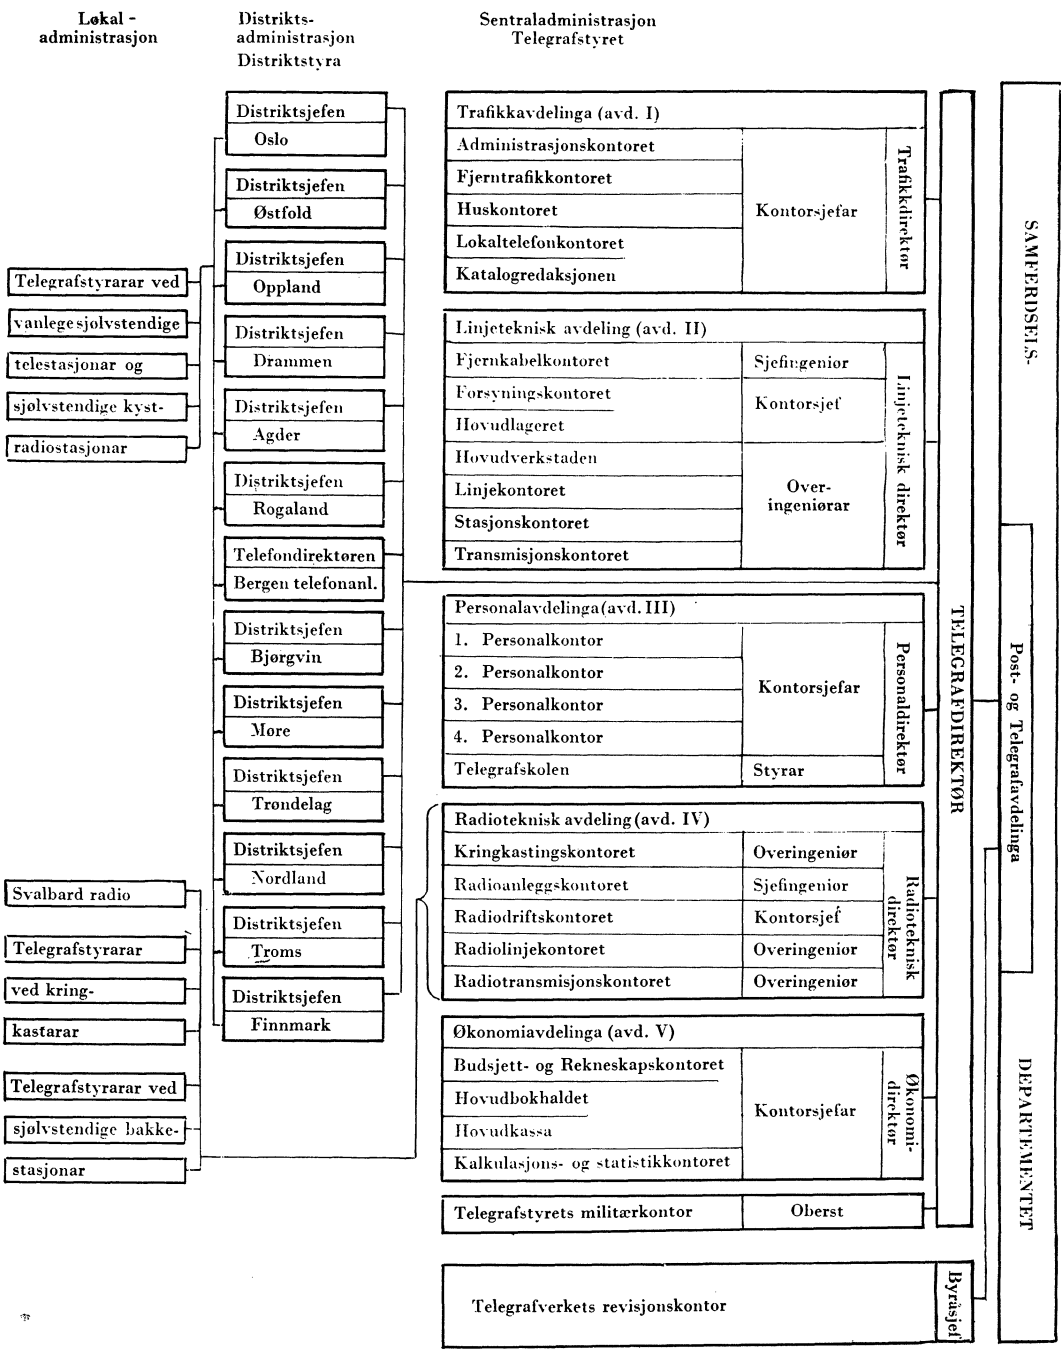 Lokal-
administrasjon
Distrikts-
administrasjon
Distriktstyra
Sentraladministrasjon
Telegrafstyret
Telegrafstyrarar ved
vanlege sjølvstendige
telestasjonar og
sjølvstendige kyst-
radiostasjonar
Svalbard radio
Telegrafstyrarar
ved kring-
kastarar
Telegrafstyrarar ved
sjølvstendige bakke-
stasjonar
Distriktsjefen
Oslo
Distriktsjefen
Østfold
Distriktsjefen
Oppland
Distriktsjefen
Drammen
Distriktsjefen
Agder
Distriktsjefen
Rogaland
Telefondirektøren
Bergen telefonanl.
Distriktsjefen
Bjørgvin
Distriktsjefen
Møre
Distriktsjefen
Trøndelag
Distriktsjefen
Nordland
Distriktsjefen
Troms
Distriktsjefen
Finnmark
Trafikkavdelinga (avd. I)
Administrasjonskontoret
Fjerntrafikkontoret
Huskontoret
Lokaltelefonkontoret
Katalogredaksjonen
Kontorsjefar
Trafikkdirektør
Linjeteknisk avdeling (avd. II)
Fjernkabelkontoret
Sjefingeniør
Forsyningskontoret
Hovudlageret
Kontorsjef
Hovudverkstaden
Linjekontoret
Stasjonskontoret
Transmisjonskontoret
Over-
ingeniørar
Linjeteknisk direktør
Personalavdelinga (avd. III)
1. Personalkontor
2. Personalkontor
3. Personalkontor
4. Personalkontor
Kontorsjefar
Telegrafskolen
Styrar
Personaldirektør
Radioteknisk avdeling (avd. IV)
Kringkastingskontoret
Overingeniør
Radioanleggskontoret
Sjefingeniør
Radiodriftskontoret
Kontorsjef
Radiolinjekontoret
Overingeniør
Radiotransmisjonskontoret
Overingeniør
Radioteknisk
direktør
Økonomiavdelinga (avd. V)
Budsjett- og Rekneskapskontoret
Hovudbokhaldet
Hovudkassa
Kalkulasjons- og statistikkontoret
Kontorsjefar
Økonomi-
direktør
Telegrafstyrets militærkontor
Oberst
Telegrafverkets revisjonskontor
Byråsjef
TELEGRAFDIREKTØR
SAMFERDSELS-
Post- og Telegrafavdelinga
DEPARTEMENTET